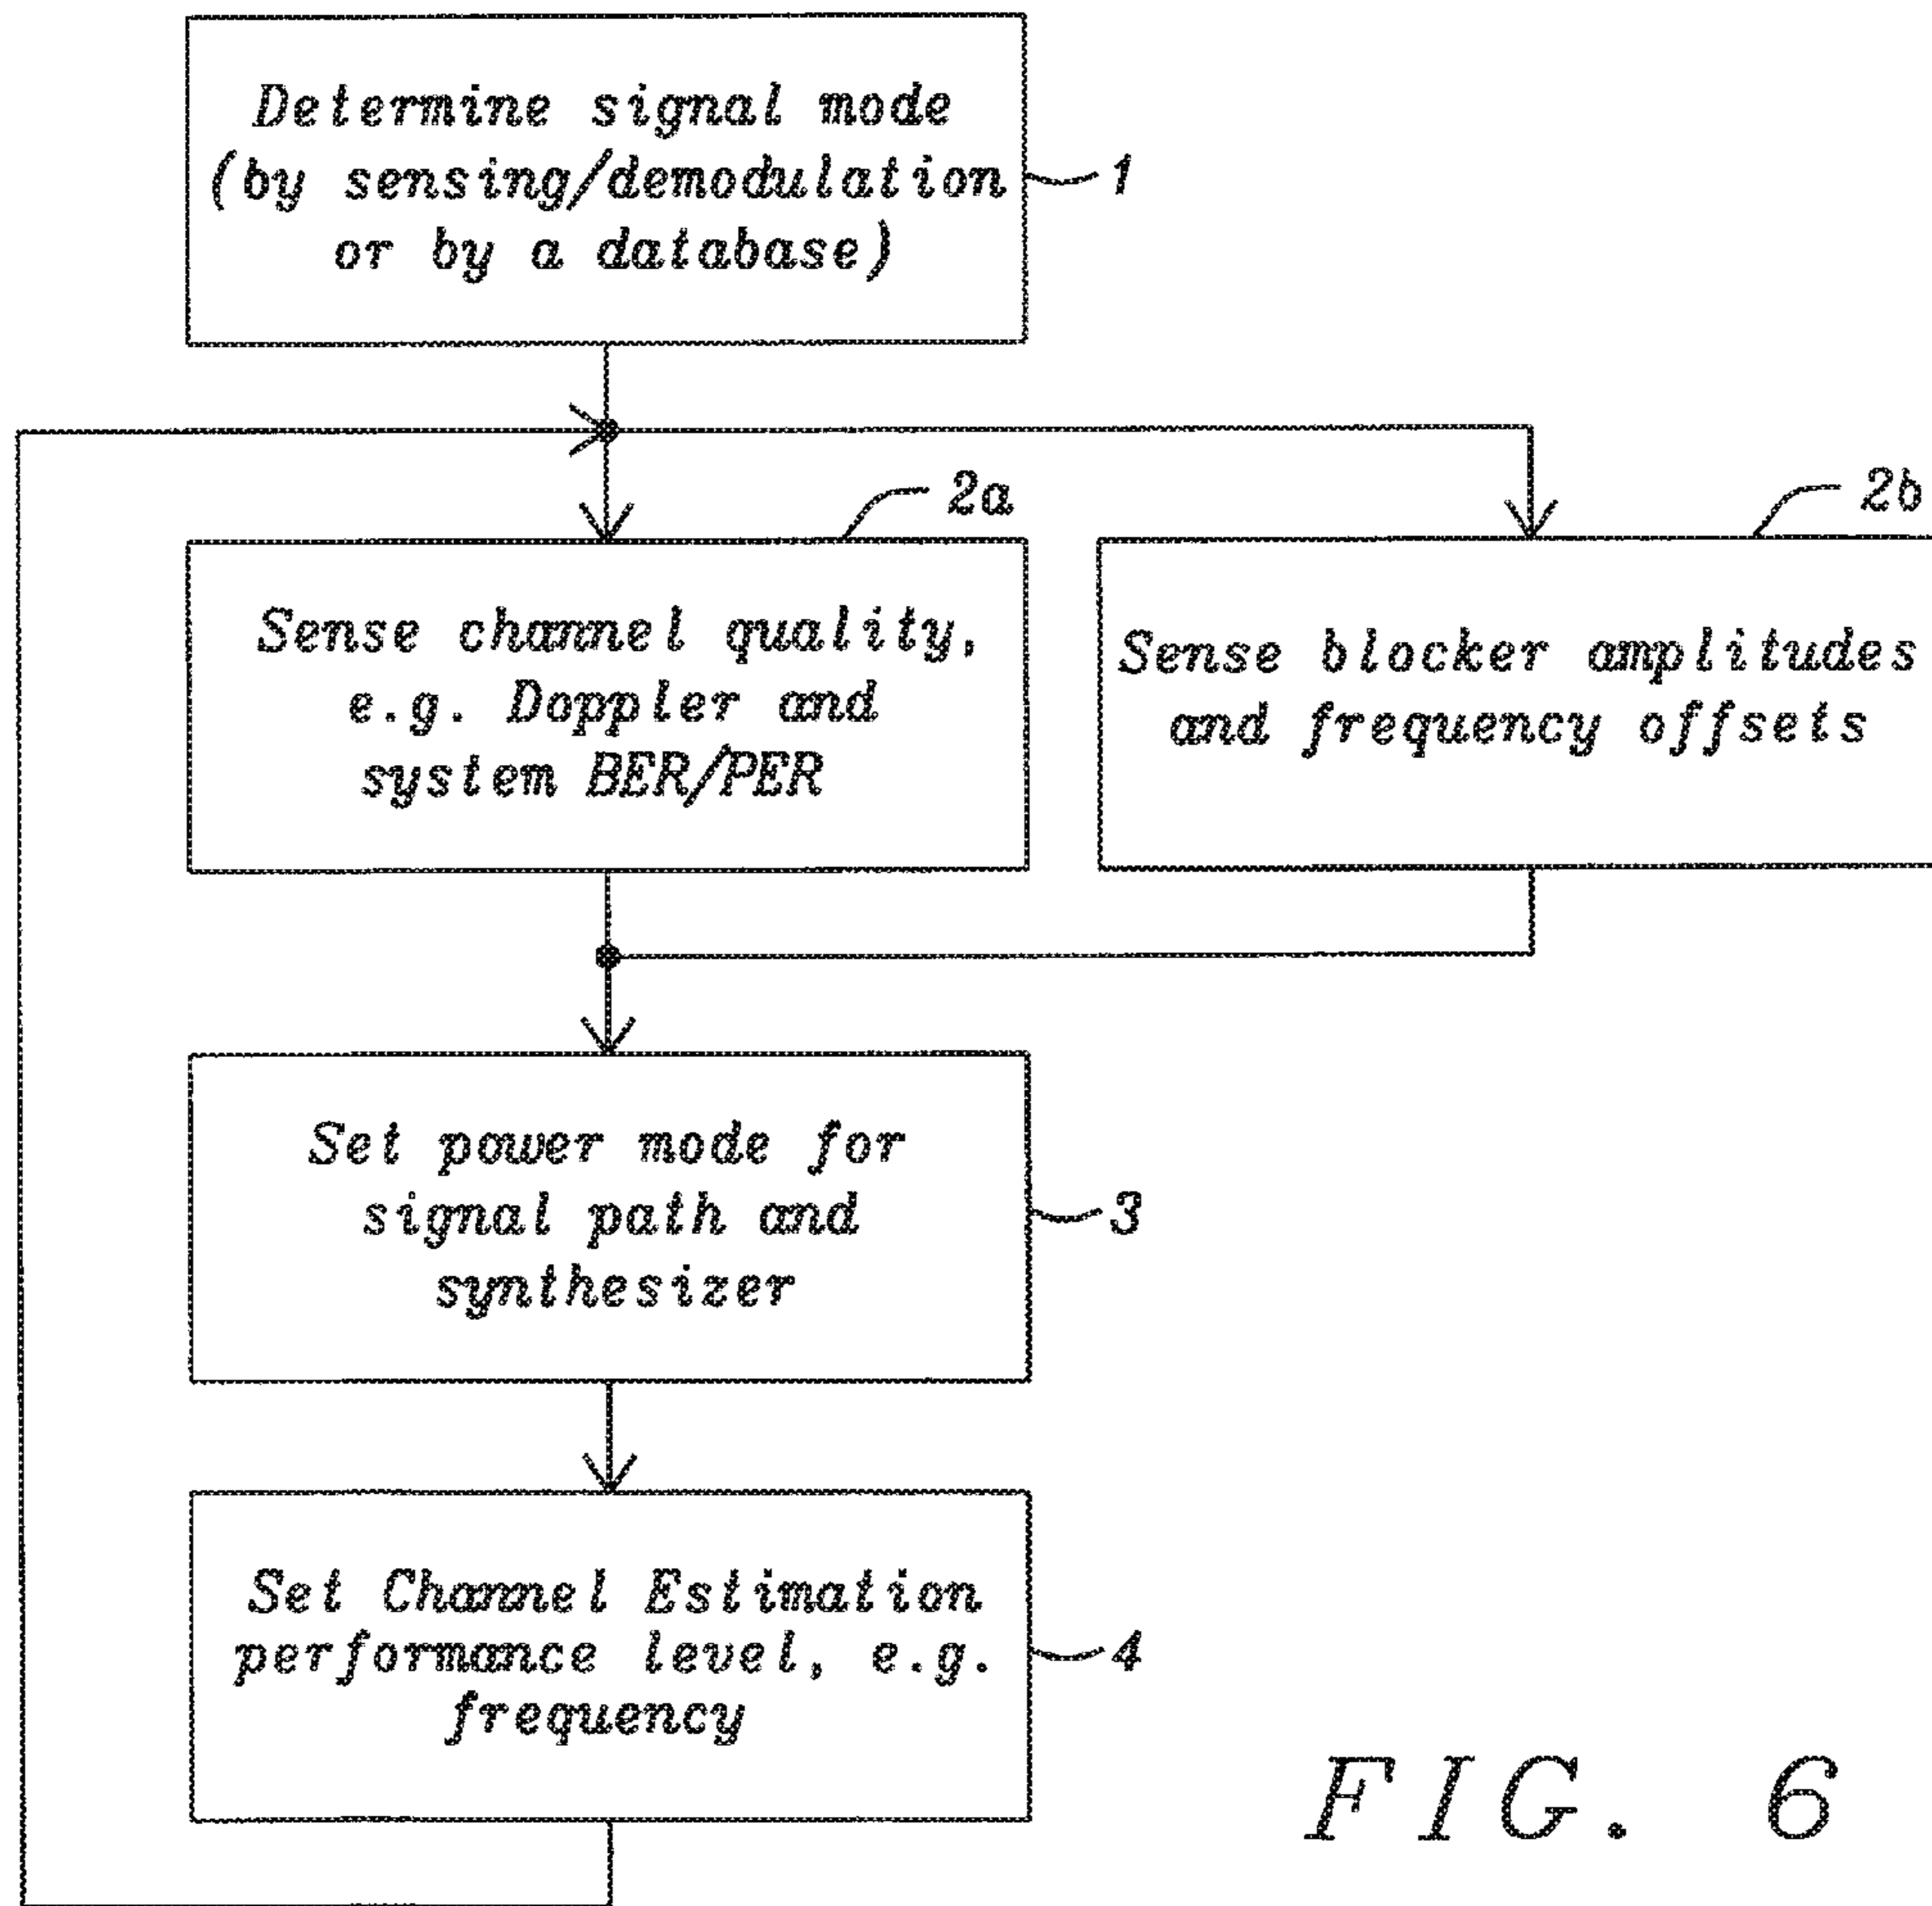 Determine signal mode
(by sensing/demodulation
or by a database)
1
2a
2b
Sense channel quality,
e.g. Doppler and
system BER/PER
Sense blocker amplitudes
and frequency offsets
Set power mode for
signal path and
synthesizer
3
Set Channel Estimation
performance level, e.g.
frequency
4
FIG. 6